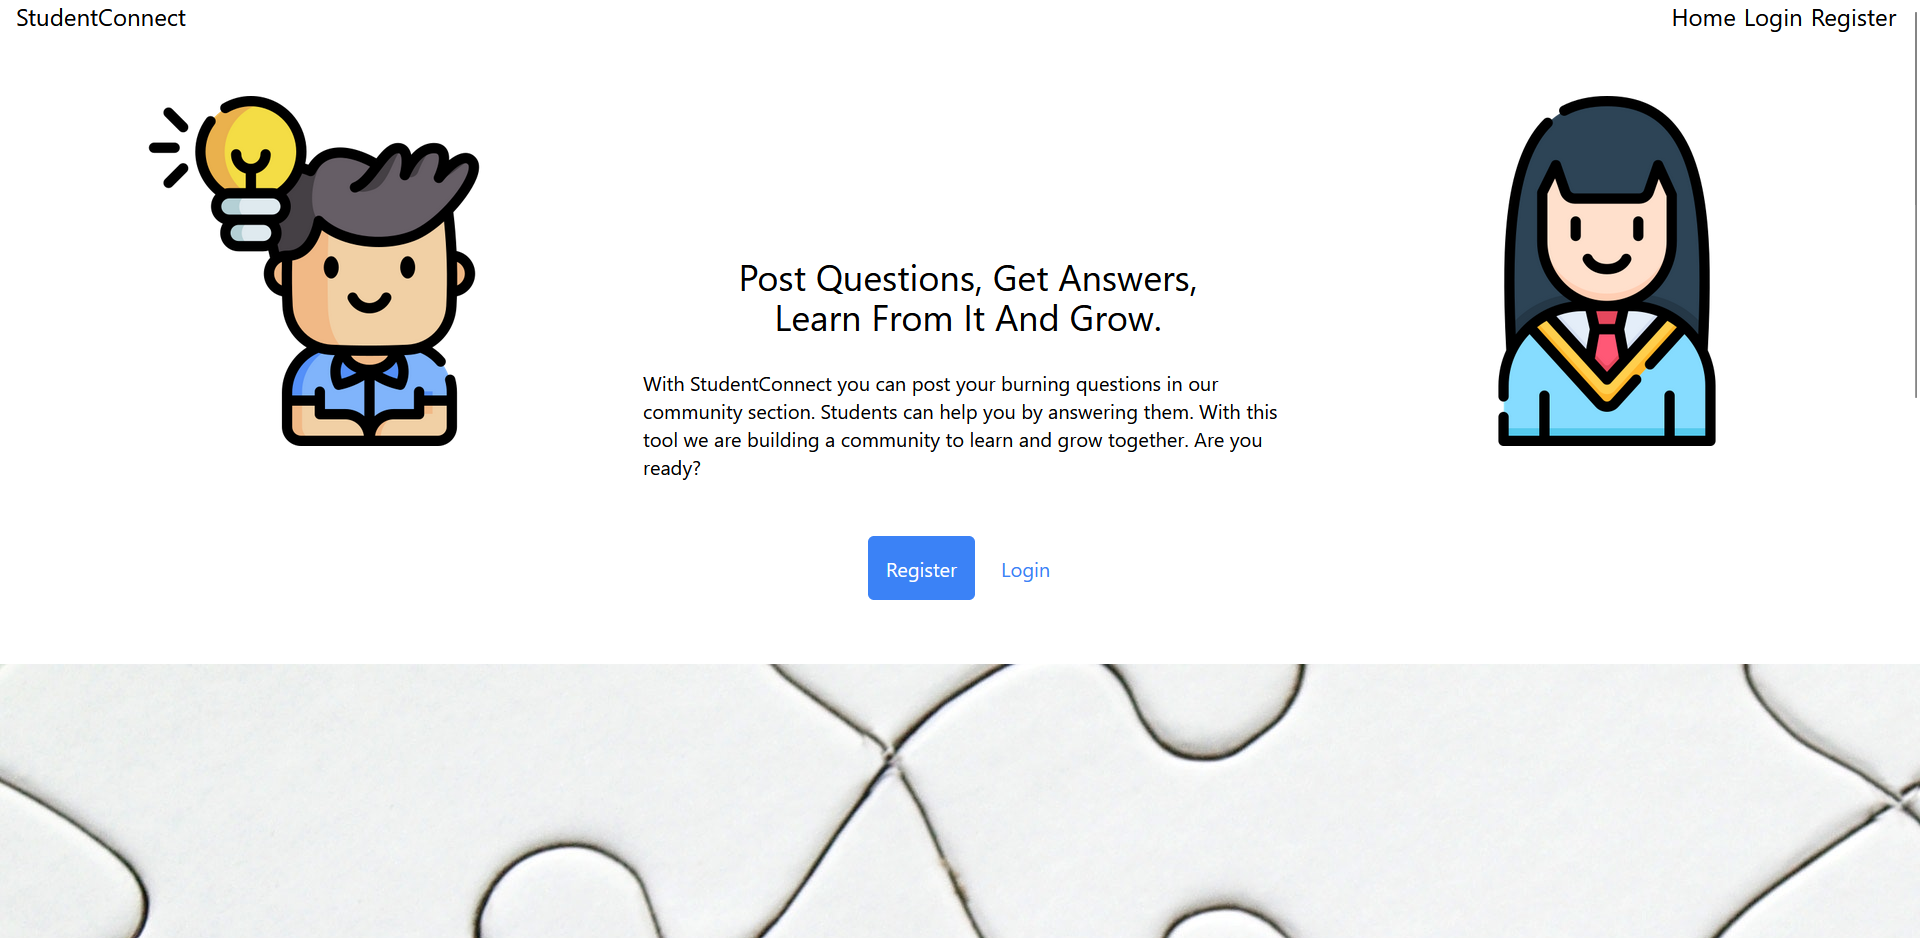 StudentConnect
Home Login Register
Post Questions, Get Answers,
Learn From It And Grow.
With StudentConnect you can post your burning questions in our
community section. Students can help you by answering them. With this
tool we are building a community to learn and grow together. Are you
ready?
Register Login